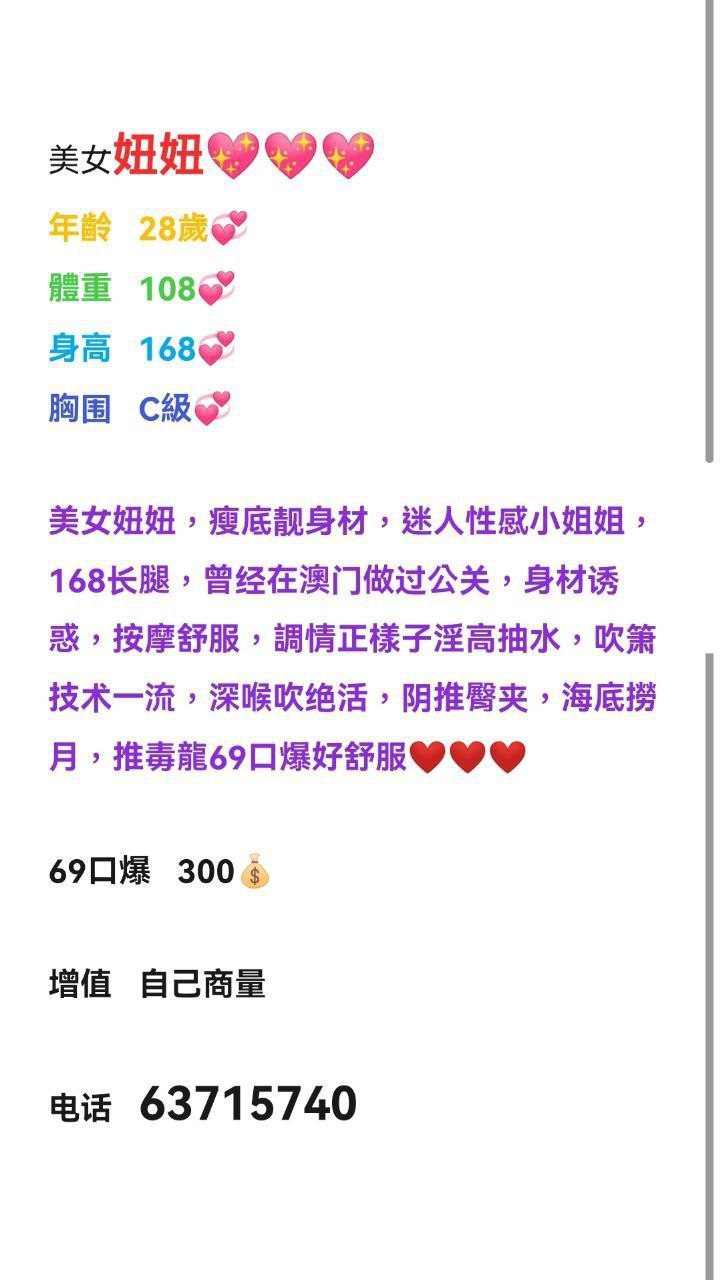 美女妞妞💖💖💖
年齡 28歲💞
體重 108💞
身高 168💞
胸围 C級💞
美女妞妞，瘦底靓身材，迷人性感小姐姐，
168长腿，曾经在澳门做过公关，身材诱
惑，按摩舒服，調情正樣子淫高抽水，吹箫
技术一流，深喉吹绝活，阴推臀夹，海底撈
月，推毒龍69口爆好舒服❤️❤️❤️
69口爆 300💰
增值 自己商量
电话 63715740